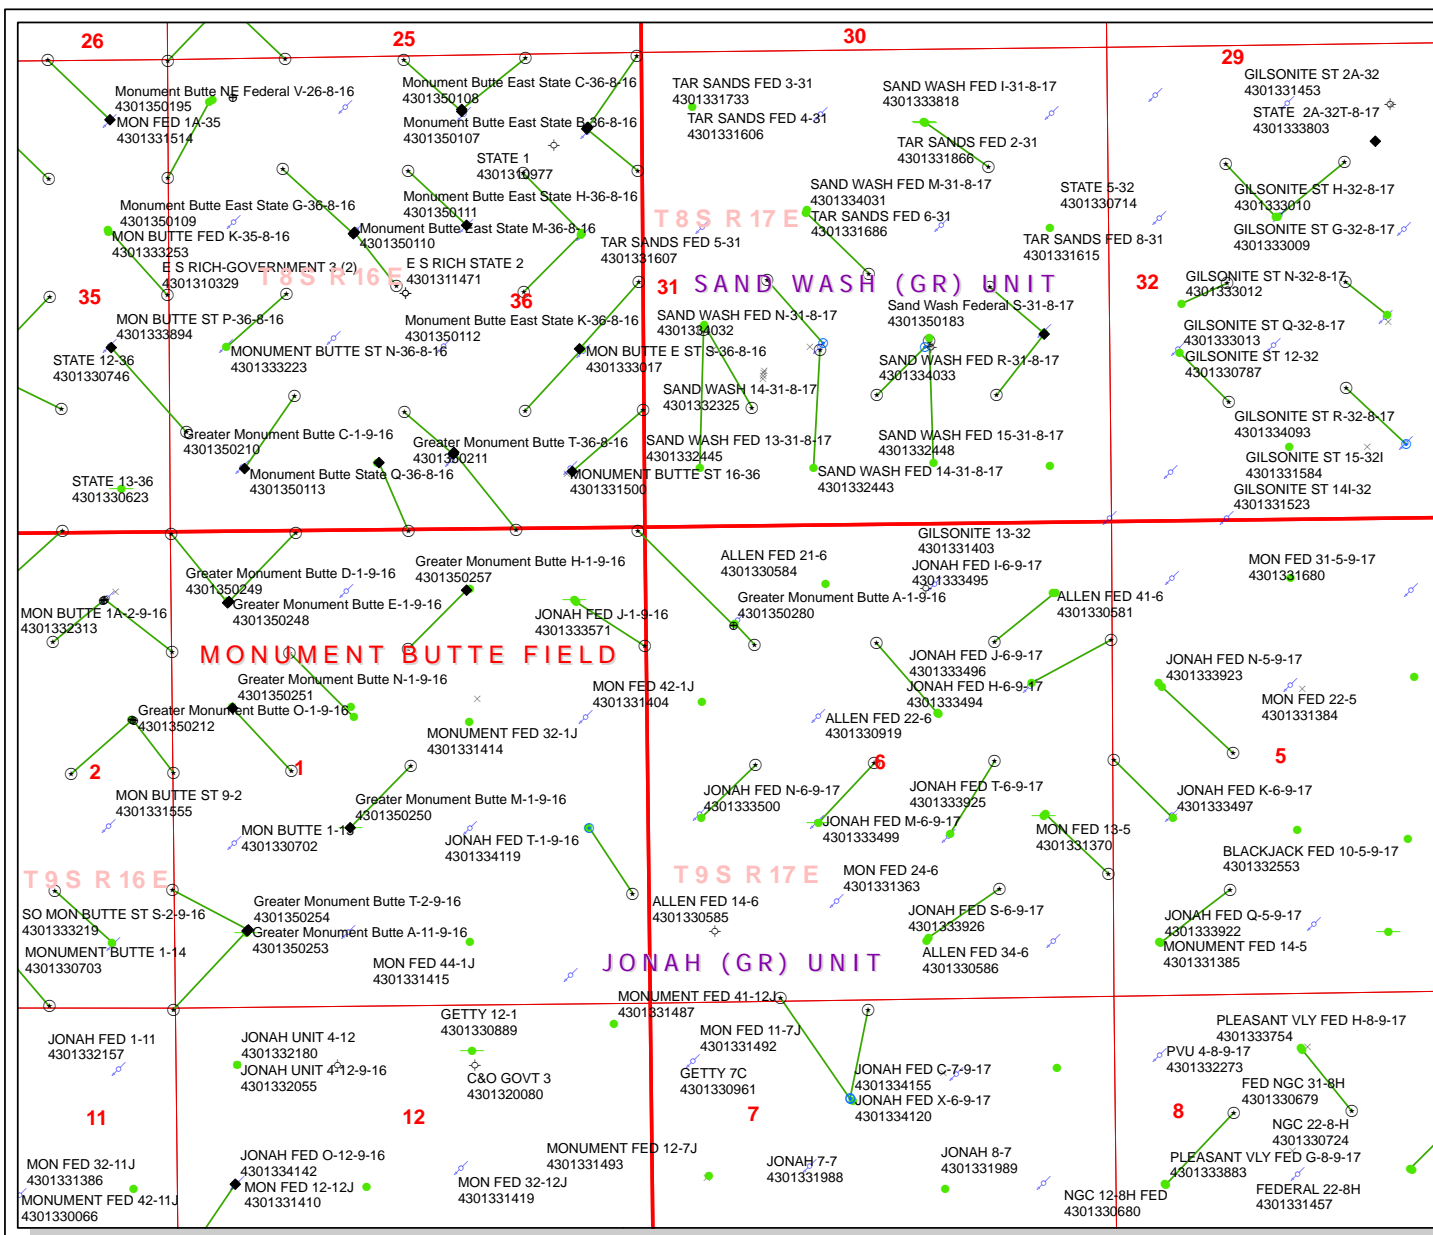 26
25
30
29
Monument Butte NE Federal V-26-8-16
4301350195
MON FED 1A-35
4301331514
Monument Butte East State C-36-8-16
4301350108
Monument Butte East State B-36-8-16
4301350107
STATE 1
4301310977
TAR SANDS FED 3-31
4301331733
TAR SANDS FED 4-31
4301331606
SAND WASH FED I-31-8-17
4301333818
TAR SANDS FED 2-31
4301331866
GILSONITE ST 2A-32
4301331453
STATE 2A-32T-8-17
4301333803
Monument Butte East State H-36-8-16
4301350111
Monument Butte East State G-36-8-16
4301350109
Monument Butte East State M-36-8-16
4301350110
MON BUTTE FED K-35-8-16
4301333253
E S RICH-GOVERNMENT 3 (2)
4301310329
T 8 S R 16 E
E S RICH STATE 2
4301311471
TAR SANDS FED 5-31
4301331607
T 8 S R 17 E
SAND WASH FED M-31-8-17
4301334031
TAR SANDS FED 6-31
4301331686
STATE 5-32
4301330714
TAR SANDS FED 8-31
4301331615
GILSONITE ST H-32-8-17
4301333010
GILSONITE ST G-32-8-17
4301333009
35
36
31
SAND WASH (GR) UNIT
32
GILSONITE ST N-32-8-17
4301333012
MON BUTTE ST P-36-8-16
4301333894
Monument Butte East State K-36-8-16
4301350112
SAND WASH FED N-31-8-17
4301334032
Sand Wash Federal S-31-8-17
4301350183
GILSONITE ST Q-32-8-17
4301333013
GILSONITE ST 12-32
4301330787
STATE 12-36
4301330746
MONUMENT BUTTE ST N-36-8-16
4301333223
MON BUTTE E ST S-36-8-16
4301333017
SAND WASH FED R-31-8-17
4301334033
SAND WASH 14-31-8-17
4301332325
Greater Monument Butte C-1-9-16
4301350210
Greater Monument Butte T-36-8-16
4301350211
SAND WASH FED 13-31-8-17
4301332445
SAND WASH FED 15-31-8-17
4301332448
GILSONITE ST R-32-8-17
4301334093
GILSONITE ST 15-32I
4301331584
STATE 13-36
4301330623
Monument Butte State Q-36-8-16
4301350113
MONUMENT BUTTE ST 16-36
4301331500
SAND WASH FED 14-31-8-17
4301332443
GILSONITE ST 14I-32
4301331523
GILSONITE 13-32
4301331403
Greater Monument Butte D-1-9-16
4301350249
Greater Monument Butte H-1-9-16
4301350257
ALLEN FED 21-6
4301330584
JONAH FED I-6-9-17
4301333495
MON FED 31-5-9-17
4301331680
MON BUTTE 1A-2-9-16
4301332313
Greater Monument Butte E-1-9-16
4301350248
JONAH FED J-1-9-16
4301333571
Greater Monument Butte A-1-9-16
4301350280
ALLEN FED 41-6
4301330581
MONUMENT BUTTE FIELD
JONAH FED J-6-9-17
4301333496
JONAH FED H-6-9-17
4301333494
JONAH FED N-5-9-17
4301333923
MON FED 22-5
4301331384
Greater Monument Butte N-1-9-16
4301350251
Greater Monument Butte O-1-9-16
4301350212
MON FED 42-1J
4301331404
MONUMENT FED 32-1J
4301331414
ALLEN FED 22-6
4301330919
2
1
6
5
MON BUTTE ST 9-2
4301331555
Greater Monument Butte M-1-9-16
4301350250
JONAH FED N-6-9-17
4301333500
JONAH FED T-6-9-17
4301333925
JONAH FED K-6-9-17
4301333497
MON BUTTE 1-13
4301330702
JONAH FED T-1-9-16
4301334119
JONAH FED M-6-9-17
4301333499
MON FED 13-5
4301331370
BLACKJACK FED 10-5-9-17
4301332553
T 9 S R 16 E
T 9 S R 17 E
MON FED 24-6
4301331363
SO MON BUTTE ST S-2-9-16
4301333219
MONUMENT BUTTE 1-14
4301330703
Greater Monument Butte T-2-9-16
4301350254
Greater Monument Butte A-11-9-16
4301350253
ALLEN FED 14-6
4301330585
JONAH FED S-6-9-17
4301333926
ALLEN FED 34-6
4301330586
JONAH FED Q-5-9-17
4301333922
MONUMENT FED 14-5
4301331385
MON FED 44-1J
4301331415
JONAH (GR) UNIT
MONUMENT FED 41-12J
4301331487
GETTY 12-1
4301330889
JONAH FED 1-11
4301332157
JONAH UNIT 4-12
4301332180
JONAH UNIT 4-12-9-16
4301332055
C&O GOVT 3
4301320080
MON FED 11-7J
4301331492
GETTY 7C
4301330961
JONAH FED C-7-9-17
4301334155
JONAH FED X-6-9-17
4301334120
PLEASANT VLY FED H-8-9-17
4301333754
PVU 4-8-9-17
4301332273
FED NGC 31-8H
4301330679
NGC 22-8-H
4301330724
11
12
7
8
MON FED 32-11J
4301331386
MONUMENT FED 42-11J
4301330066
JONAH FED O-12-9-16
4301334142
MON FED 12-12J
4301331410
MON FED 32-12J
4301331419
MONUMENT FED 12-7J
4301331493
JONAH 7-7
4301331988
JONAH 8-7
4301331989
PLEASANT VLY FED G-8-9-17
4301333883
NGC 12-8H FED
4301330680
FEDERAL 22-8H
4301331457